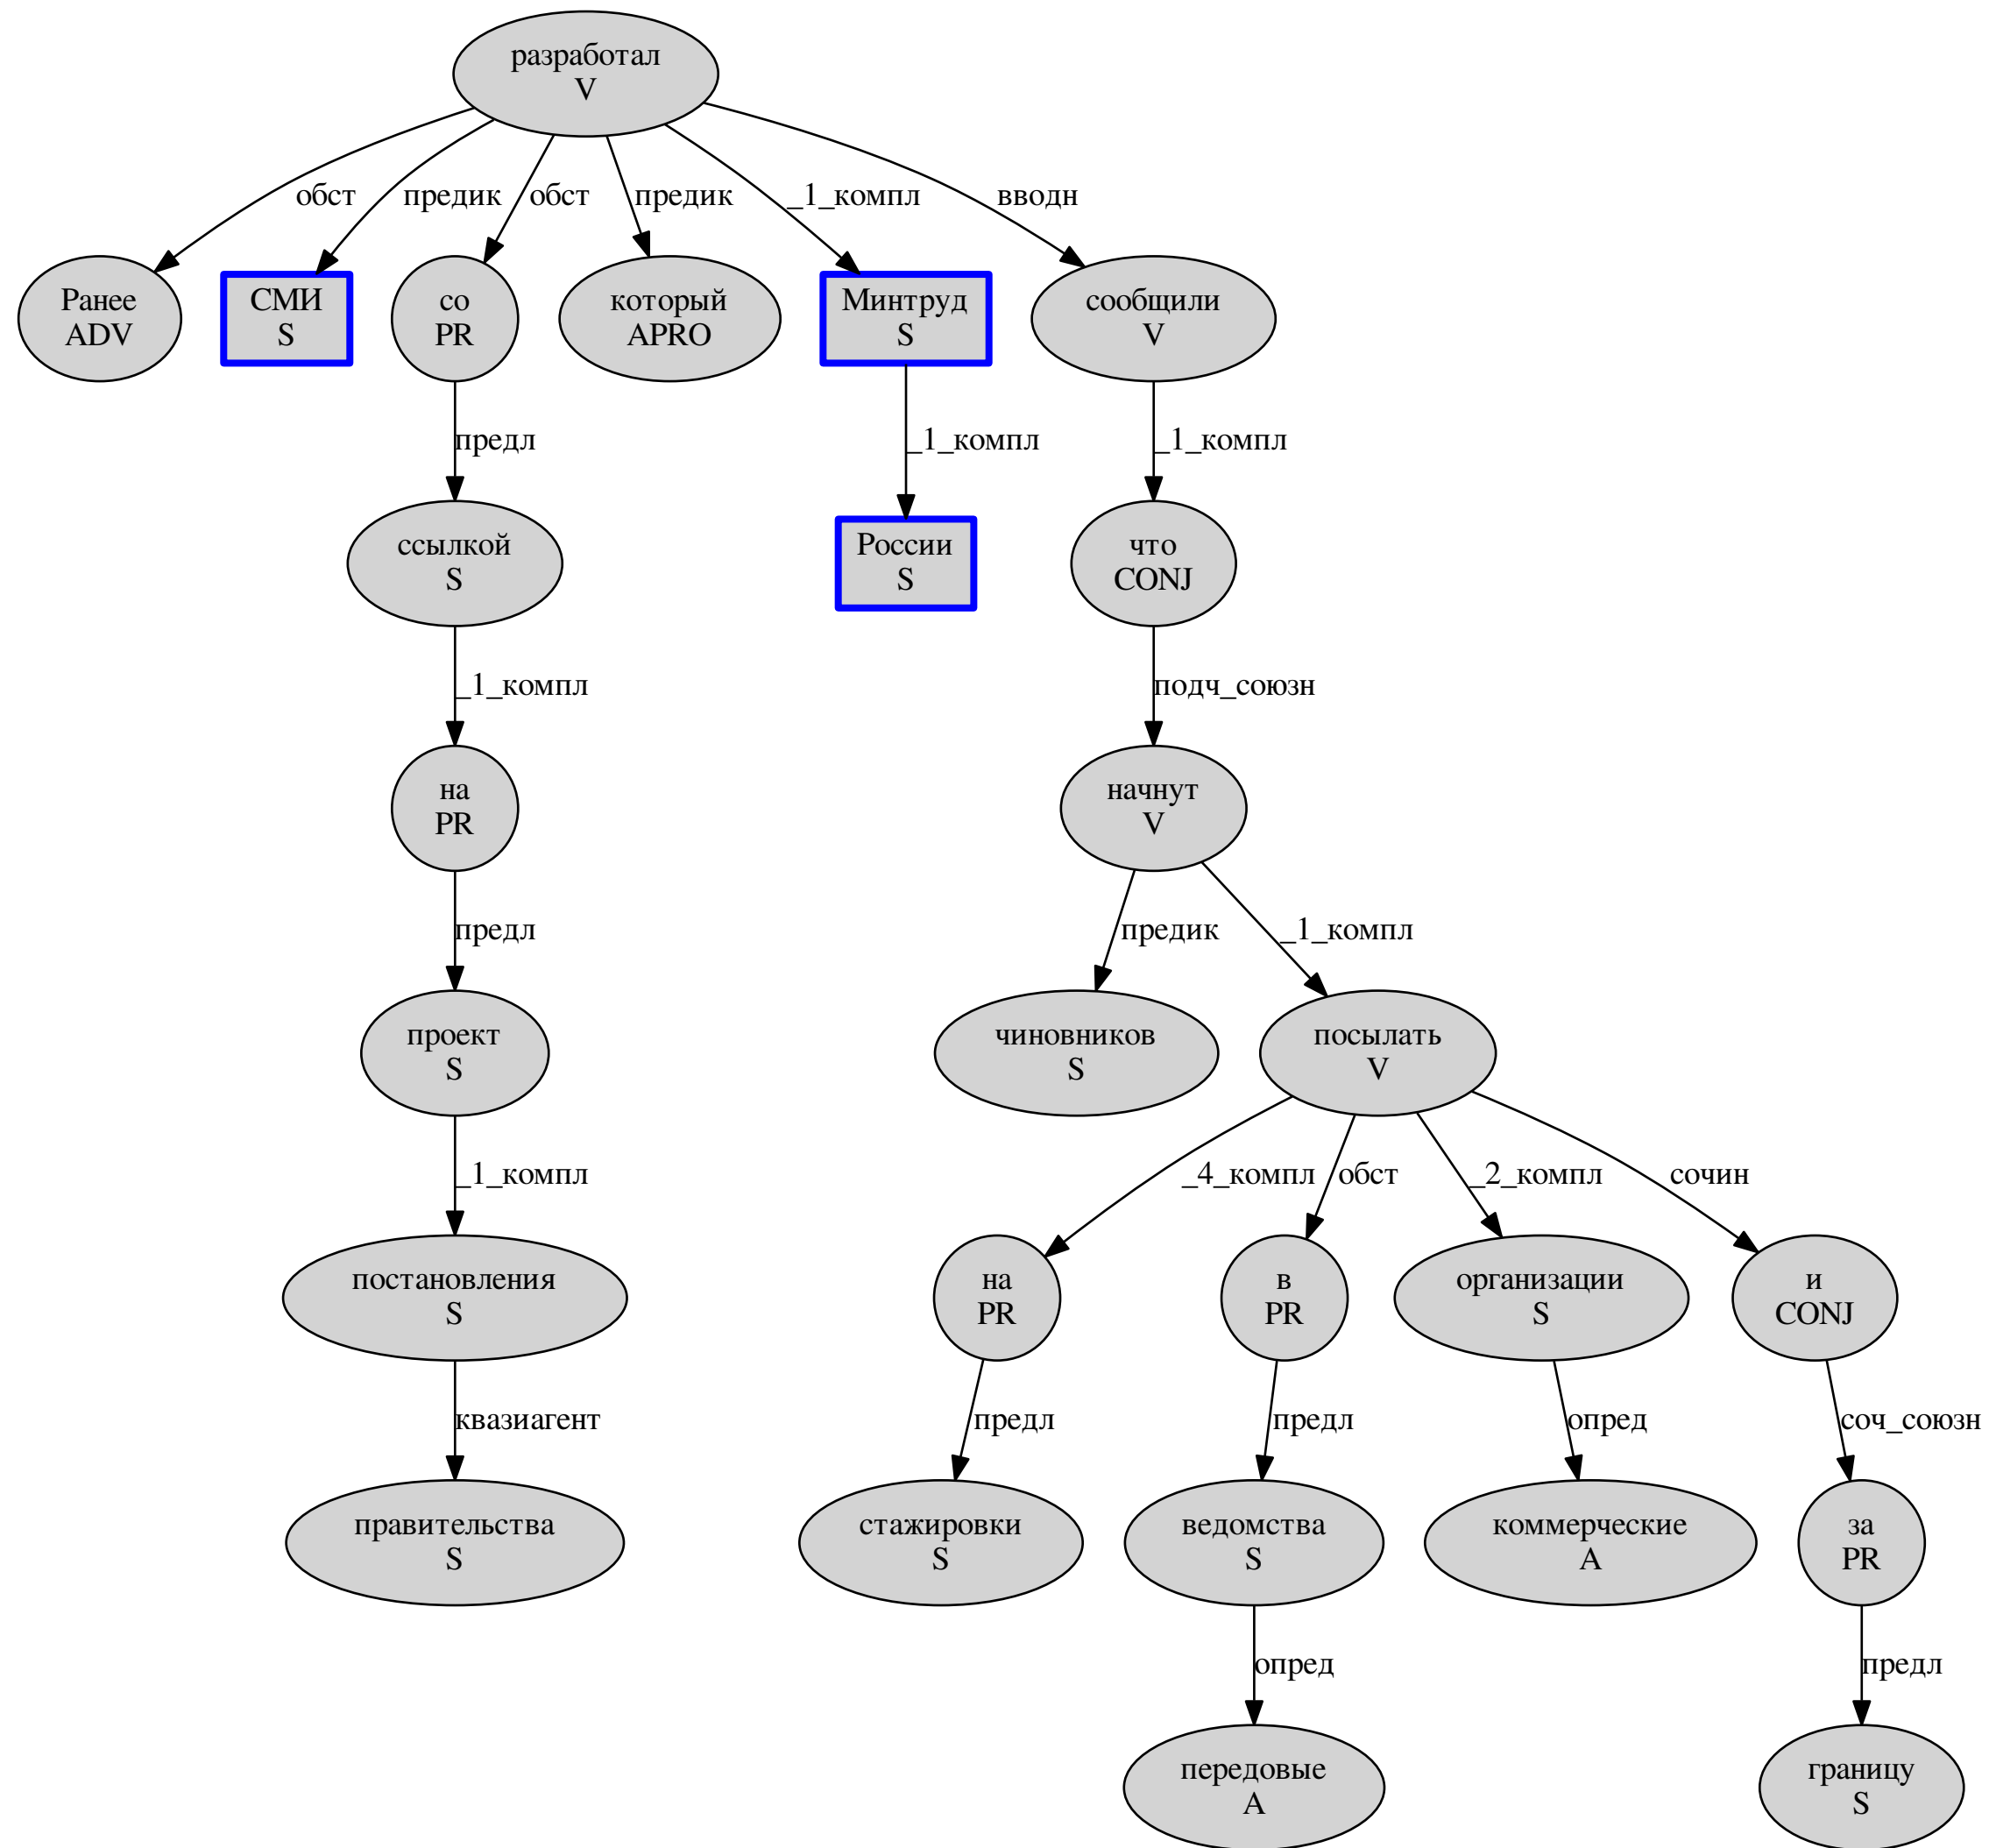 разработал
V
обст
предик
обст
предик
_1_компл
вводн
Ранее
ADV
СМИ
S
со
PR
который
APRO
Минтруд
S
сообщили
V
предл
_1_компл
_1_компл
ссылкой
S
России
S
что
CONJ
_1_компл
подч_союзн
на
PR
начнут
V
предл
предик
_1_компл
проект
S
чиновников
S
посылать
V
_1_компл
_4_компл
обст
_2_компл
сочин
постановления
S
на
PR
в
PR
организации
S
и
CONJ
квазиагент
предл
предл
опред
соч_союзн
правительства
S
стажировки
S
ведомства
S
коммерческие
A
за
PR
опред
предл
передовые
A
границу
S